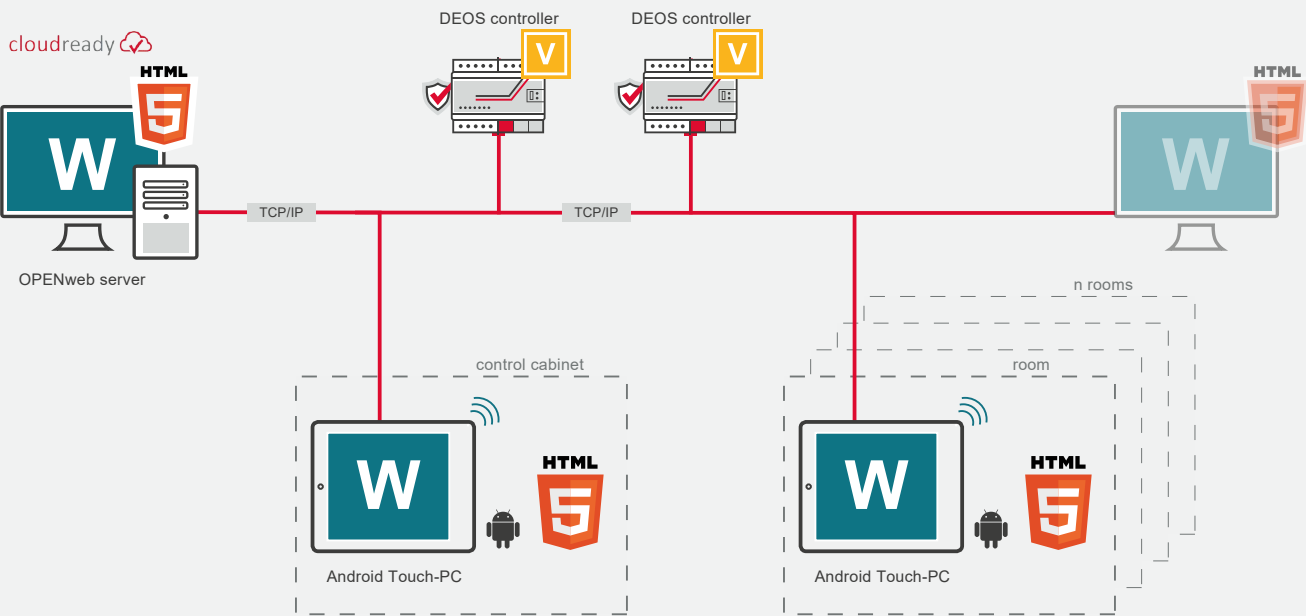 DEOS controller
DEOS controller
cloudready
V
V
HTML
5
HTML
5
W
W
TCP/IP
TCP/IP
OPENweb server
n rooms
control cabinet
room
HTML
5
HTML
5
W
W
Android Touch-PC
Android Touch-PC